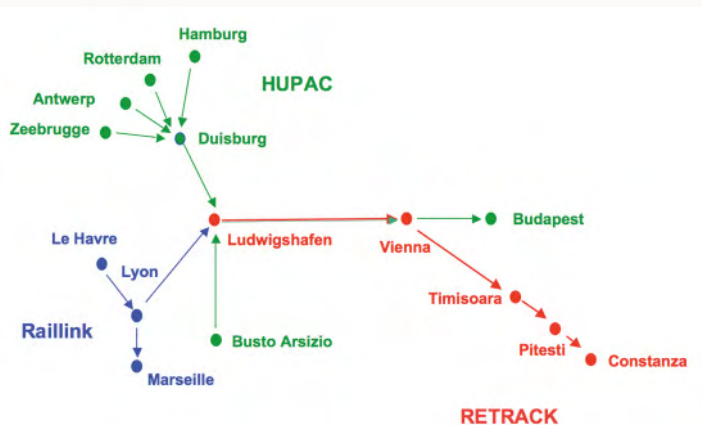 Hamburg
Rotterdam
HUPAC
Antwerp
Zeebrugge
Duisburg
Le Havre
Ludwigshafen
Vienna
Budapest
Lyon
Timisoara
Raillink
Busto Arsizio
Pitesti
Constanza
Marseille
RETRACK